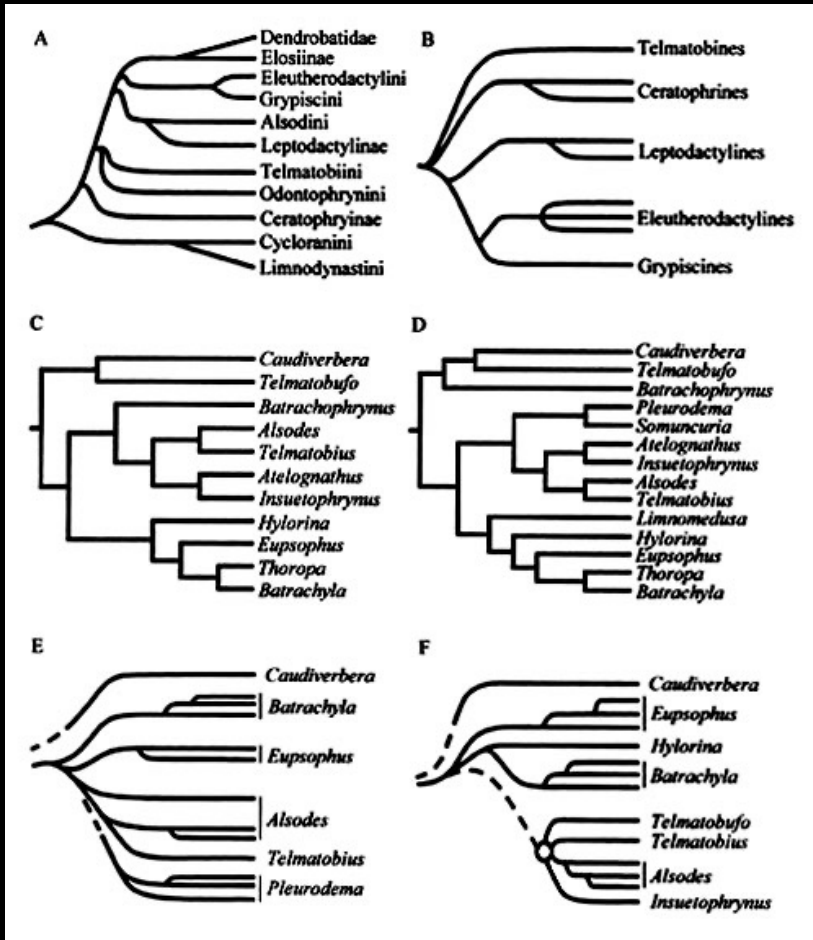 A
Dendrobatidae
Elosiinae
Eleutherodactylini
Grypiscini
Alsodini
Leptodactylinae
Telmatobiini
Odontophrynini
Ceratophryinae
Cycloranini
Limnodynastini
B
Telmatobines
Ceratophrines
Leptodactylines
Eleutherodactylines
Grypiscines
C
Caudiverbera
Telmatobufo
Batrachophrynus
Alsodes
Telmatobius
Atelognathus
Insuetophrynus
Hylorina
Eupsophus
Thoropa
Batrachyla
D
Caudiverbera
Telmatobufo
Batrachophrynus
Pleurodema
Somuncuria
Atelognathus
Insuetophrynus
Alsodes
Telmatobius
Limnomedusa
Hylorina
Eupsophus
Thoropa
Batrachyla
E
Caudiverbera
Batrachyla
Eupsophus
Alsodes
Telmatobius
Pleurodema
F
Caudiverbera
Eupsophus
Hylorina
Batrachyla
Telmatobufo
Telmatobius
Alsodes
Insuetophrynus